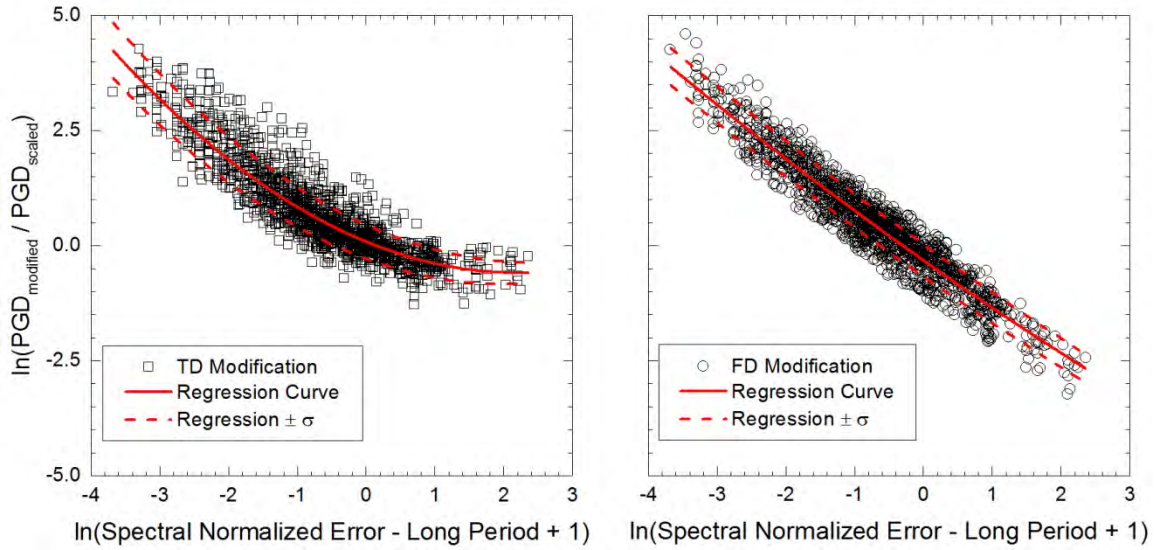 5.0
2.5
0.0
-2.5
-5.0
ln(PGD_modified / PGD_scaled)
TD Modification
Regression Curve
Regression ± σ
-4 -3 -2 -1 0 1 2 3
ln(Spectral Normalized Error - Long Period + 1)
FD Modification
Regression Curve
Regression ± σ
-4 -3 -2 -1 0 1 2 3
ln(Spectral Normalized Error - Long Period + 1)